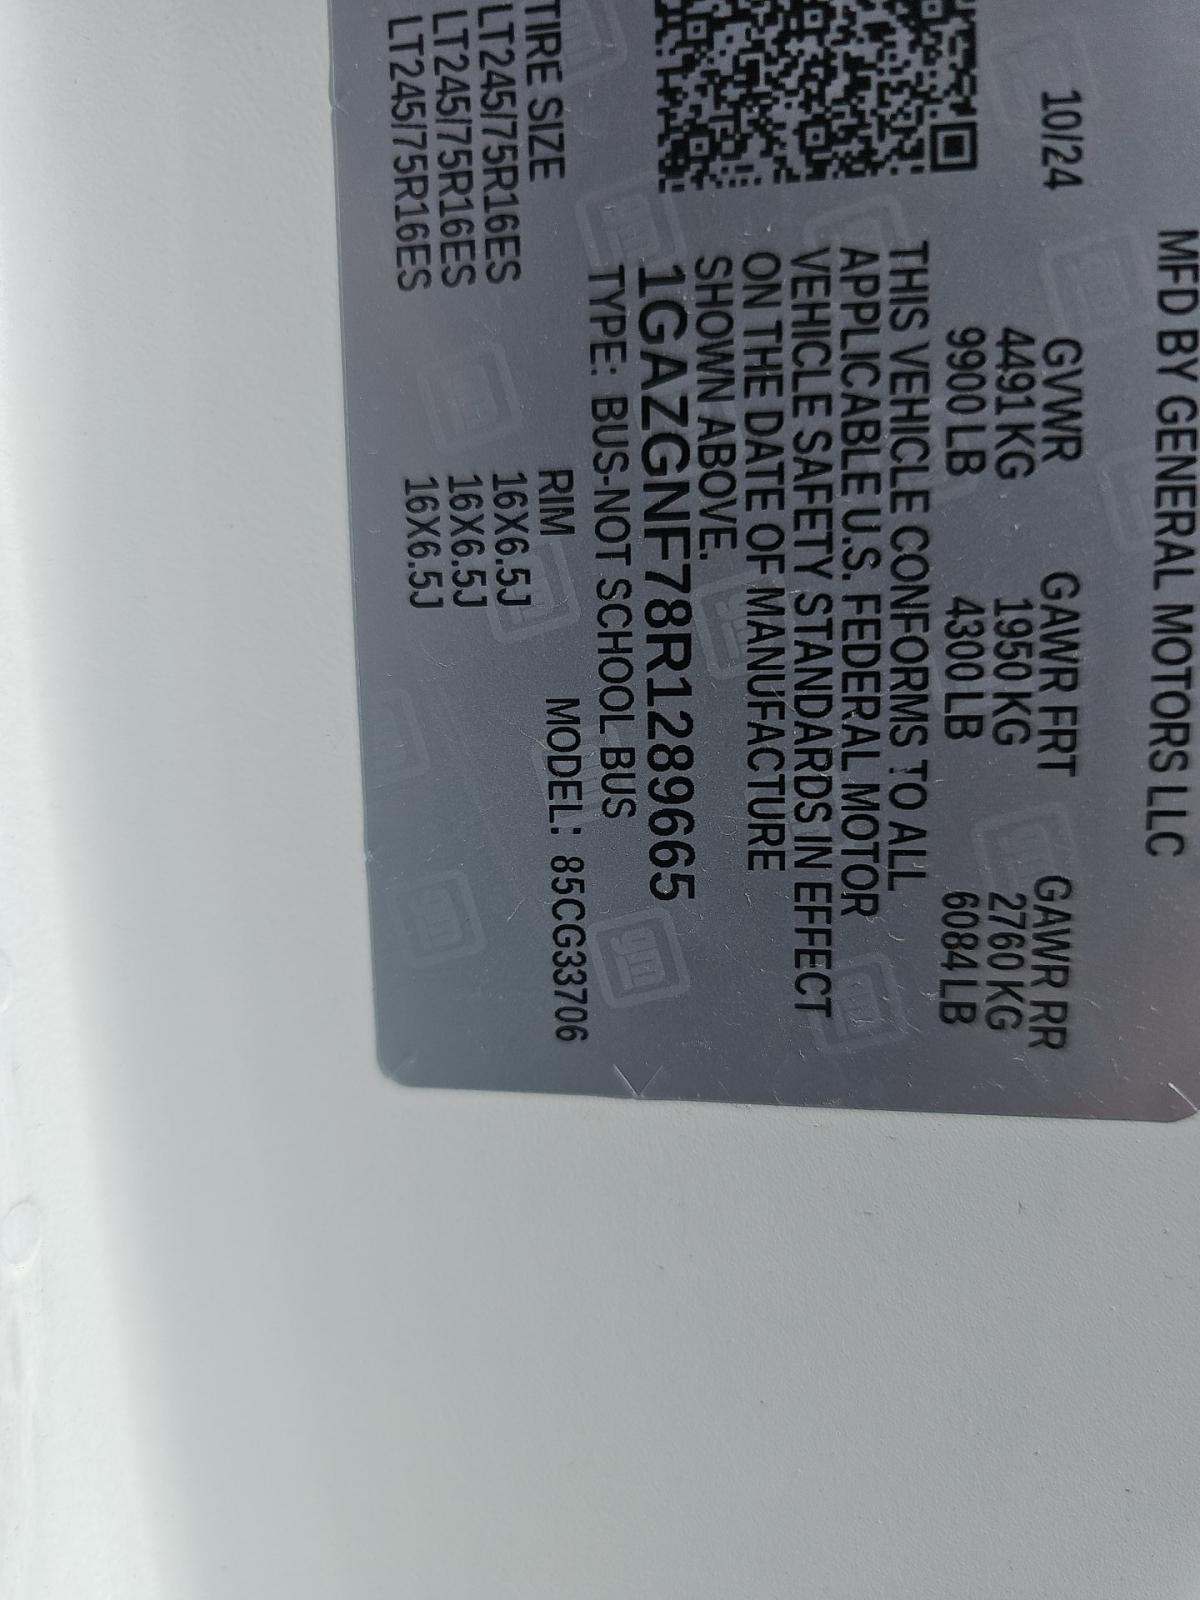 MFD BY GENERAL MOTORS LLC
10/24 GVWR GAWR FRT GAWR RR
4491 KG 1950 KG 2760 KG
9900 LB 4300 LB 6084 LB
THIS VEHICLE CONFORMS TO ALL
APPLICABLE U.S. FEDERAL MOTOR
VEHICLE SAFETY STANDARDS IN EFFECT
ON THE DATE OF MANUFACTURE
SHOWN ABOVE.
1GAZGNF78R1289665
TYPE: BUS-NOT SCHOOL BUS
TIRE SIZE RIM MODEL: 85CG33706
LT245/75R16ES 16X6.5J
LT245/75R16ES 16X6.5J
LT245/75R16ES 16X6.5J
gm